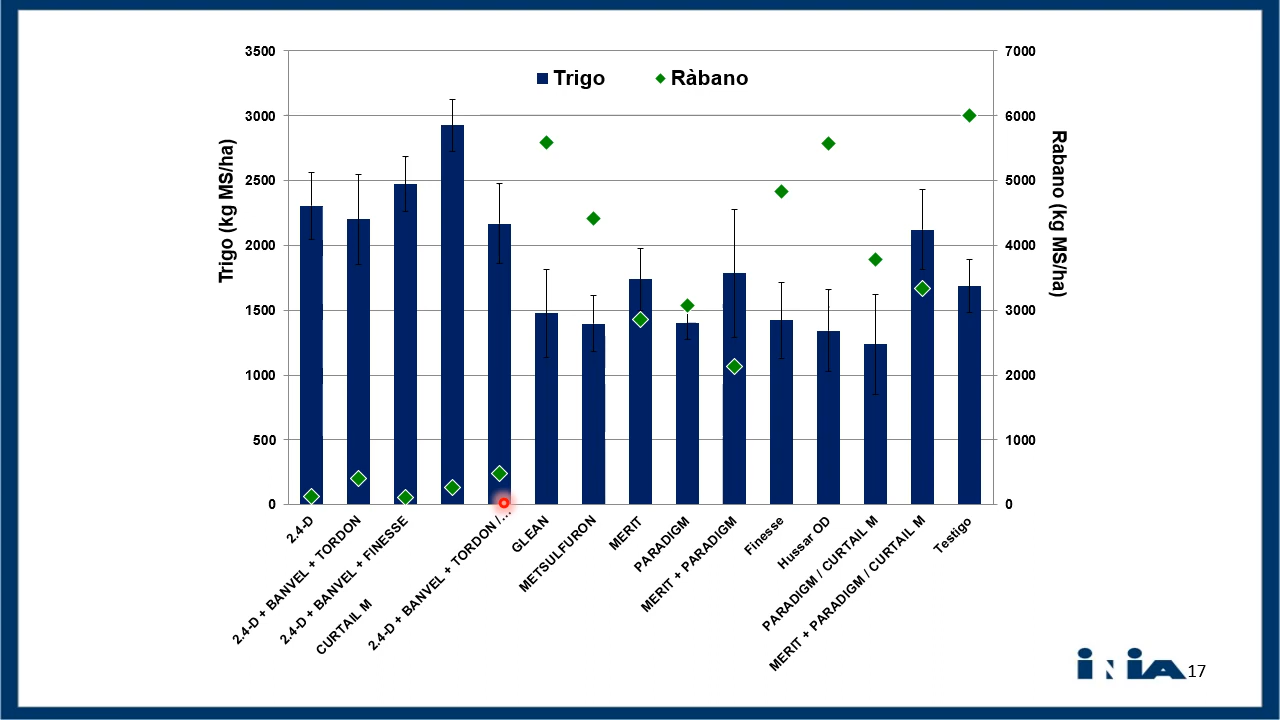 Trigo
Ràbano
Trigo (kg MS/ha)
3500
3000
2500
2000
1500
1000
500
0
7000
6000
5000
4000
3000
2000
1000
0
Rabano (kg MS/ha)
2.4-D
2.4-D + BANVEL + TORDON
2.4-D + BANVEL + FINESSE
CURTAIL M
2.4-D + BANVEL + TORDON /...
GLEAN
METSULFURON
MERIT
PARADIGM
MERIT + PARADIGM
Finesse
Hussar OD
PARADIGM / CURTAIL M
MERIT + PARADIGM / CURTAIL M
Testigo
iNiA
17